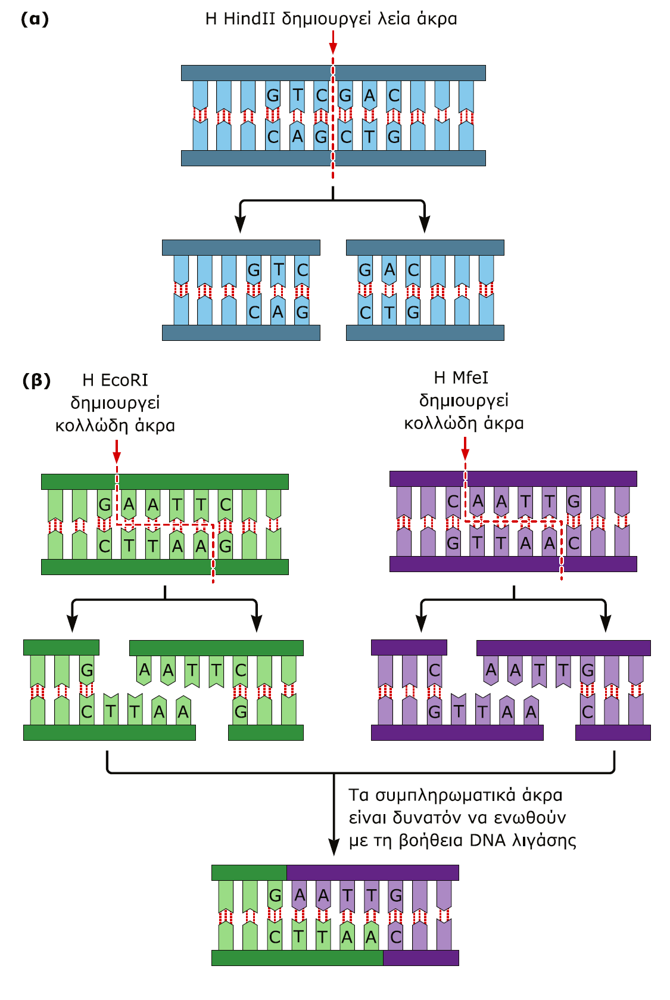 (α)
Η HindII δημιουργεί λεία άκρα
G T C G A C
C A G C T G
G T C
C A G
G A C
C T G
(β)
Η EcoRI
δημιουργεί
κολλώδη άκρα
G A A T T C
C T T A A G
Η MfeI
δημιουργεί
κολλώδη άκρα
C A A T T G
G T T A A C
G
C T T A A
A A T T C
G
C
G T T A A
A A T T G
C
Τα συμπληρωματικά άκρα
είναι δυνατόν να ενωθούν
με τη βοήθεια DNA λιγάσης
G A A T T G
C T T A A C